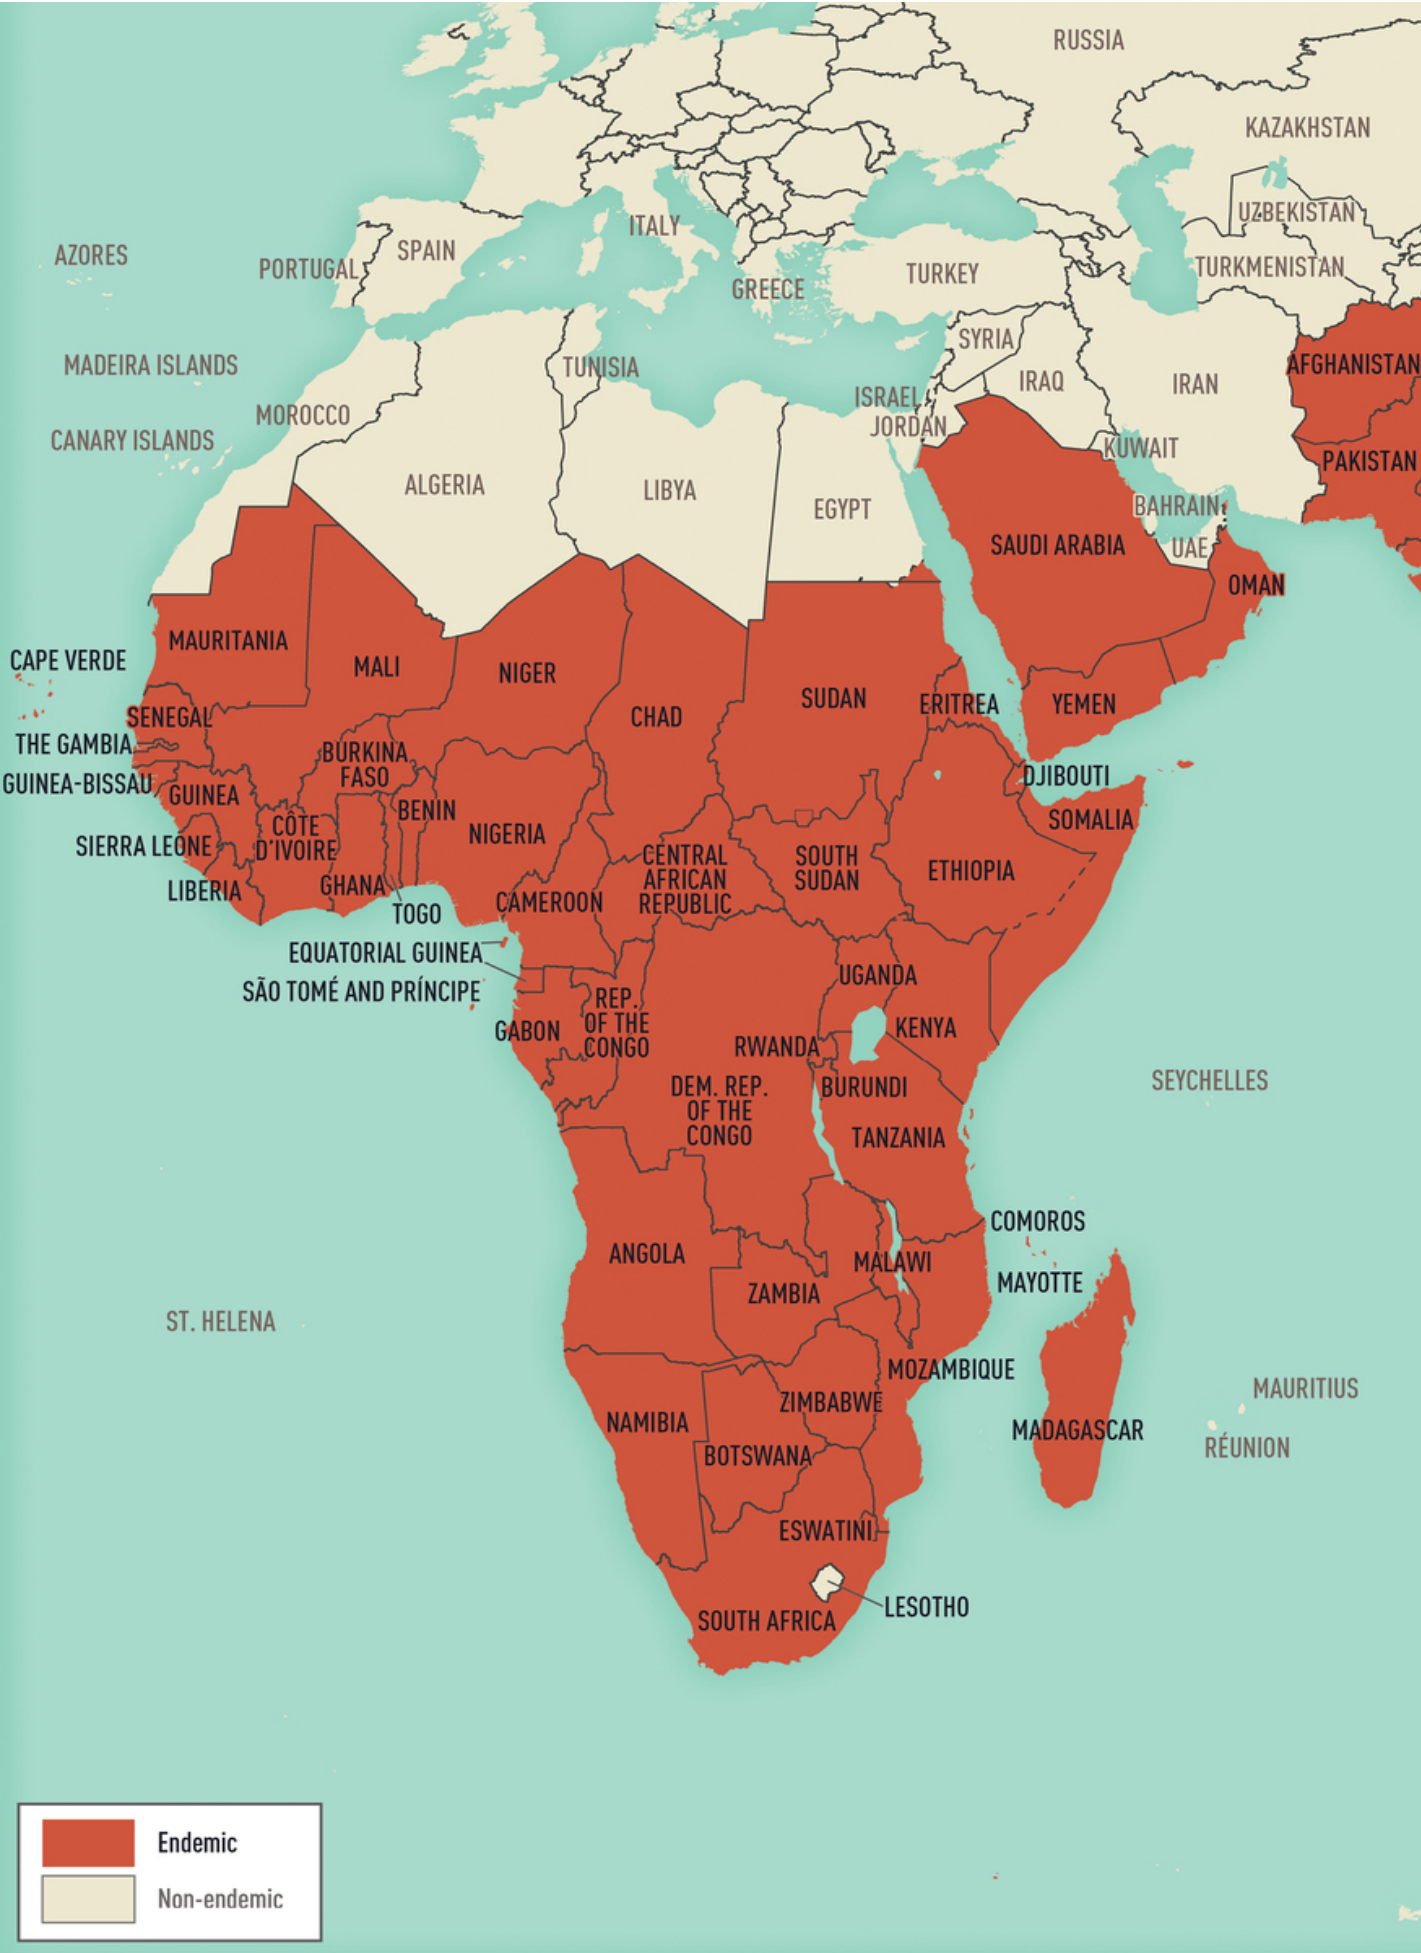 RUSSIA
KAZAKHSTAN
UZBEKISTAN
ITALY
SPAIN
AZORES
PORTUGAL
TURKMENISTAN
TURKEY
GREECE
SYRIA
AFGHANISTAN
MADEIRA ISLANDS
TUNISIA
IRAQ
IRAN
ISRAEL
MOROCCO
JORDAN
CANARY ISLANDS
KUWAIT
PAKISTAN
ALGERIA
LIBYA
EGYPT
BAHRAIN
SAUDI ARABIA
UAE
OMAN
MAURITANIA
CAPE VERDE
MALI
NIGER
SUDAN
ERITREA
YEMEN
SENEGAL
CHAD
THE GAMBIA
BURKINA
FASO
DJIBOUTI
GUINEA-BISSAU
GUINEA
BENIN
SOMALIA
CÔTE
D'IVOIRE
NIGERIA
SIERRA LEONE
CENTRAL
AFRICAN
REPUBLIC
SOUTH
SUDAN
ETHIOPIA
LIBERIA
GHANA
TOGO
CAMEROON
EQUATORIAL GUINEA
UGANDA
SÃO TOMÉ AND PRÍNCIPE
REP.
OF THE
CONGO
GABON
KENYA
RWANDA
DEM. REP.
OF THE
CONGO
BURUNDI
SEYCHELLES
TANZANIA
COMOROS
ANGOLA
MALAWI
MAYOTTE
ZAMBIA
ST. HELENA
MOZAMBIQUE
MAURITIUS
ZIMBABWE
NAMIBIA
MADAGASCAR
RÉUNION
BOTSWANA
ESWATINI
LESOTHO
SOUTH AFRICA
Endemic
Non-endemic